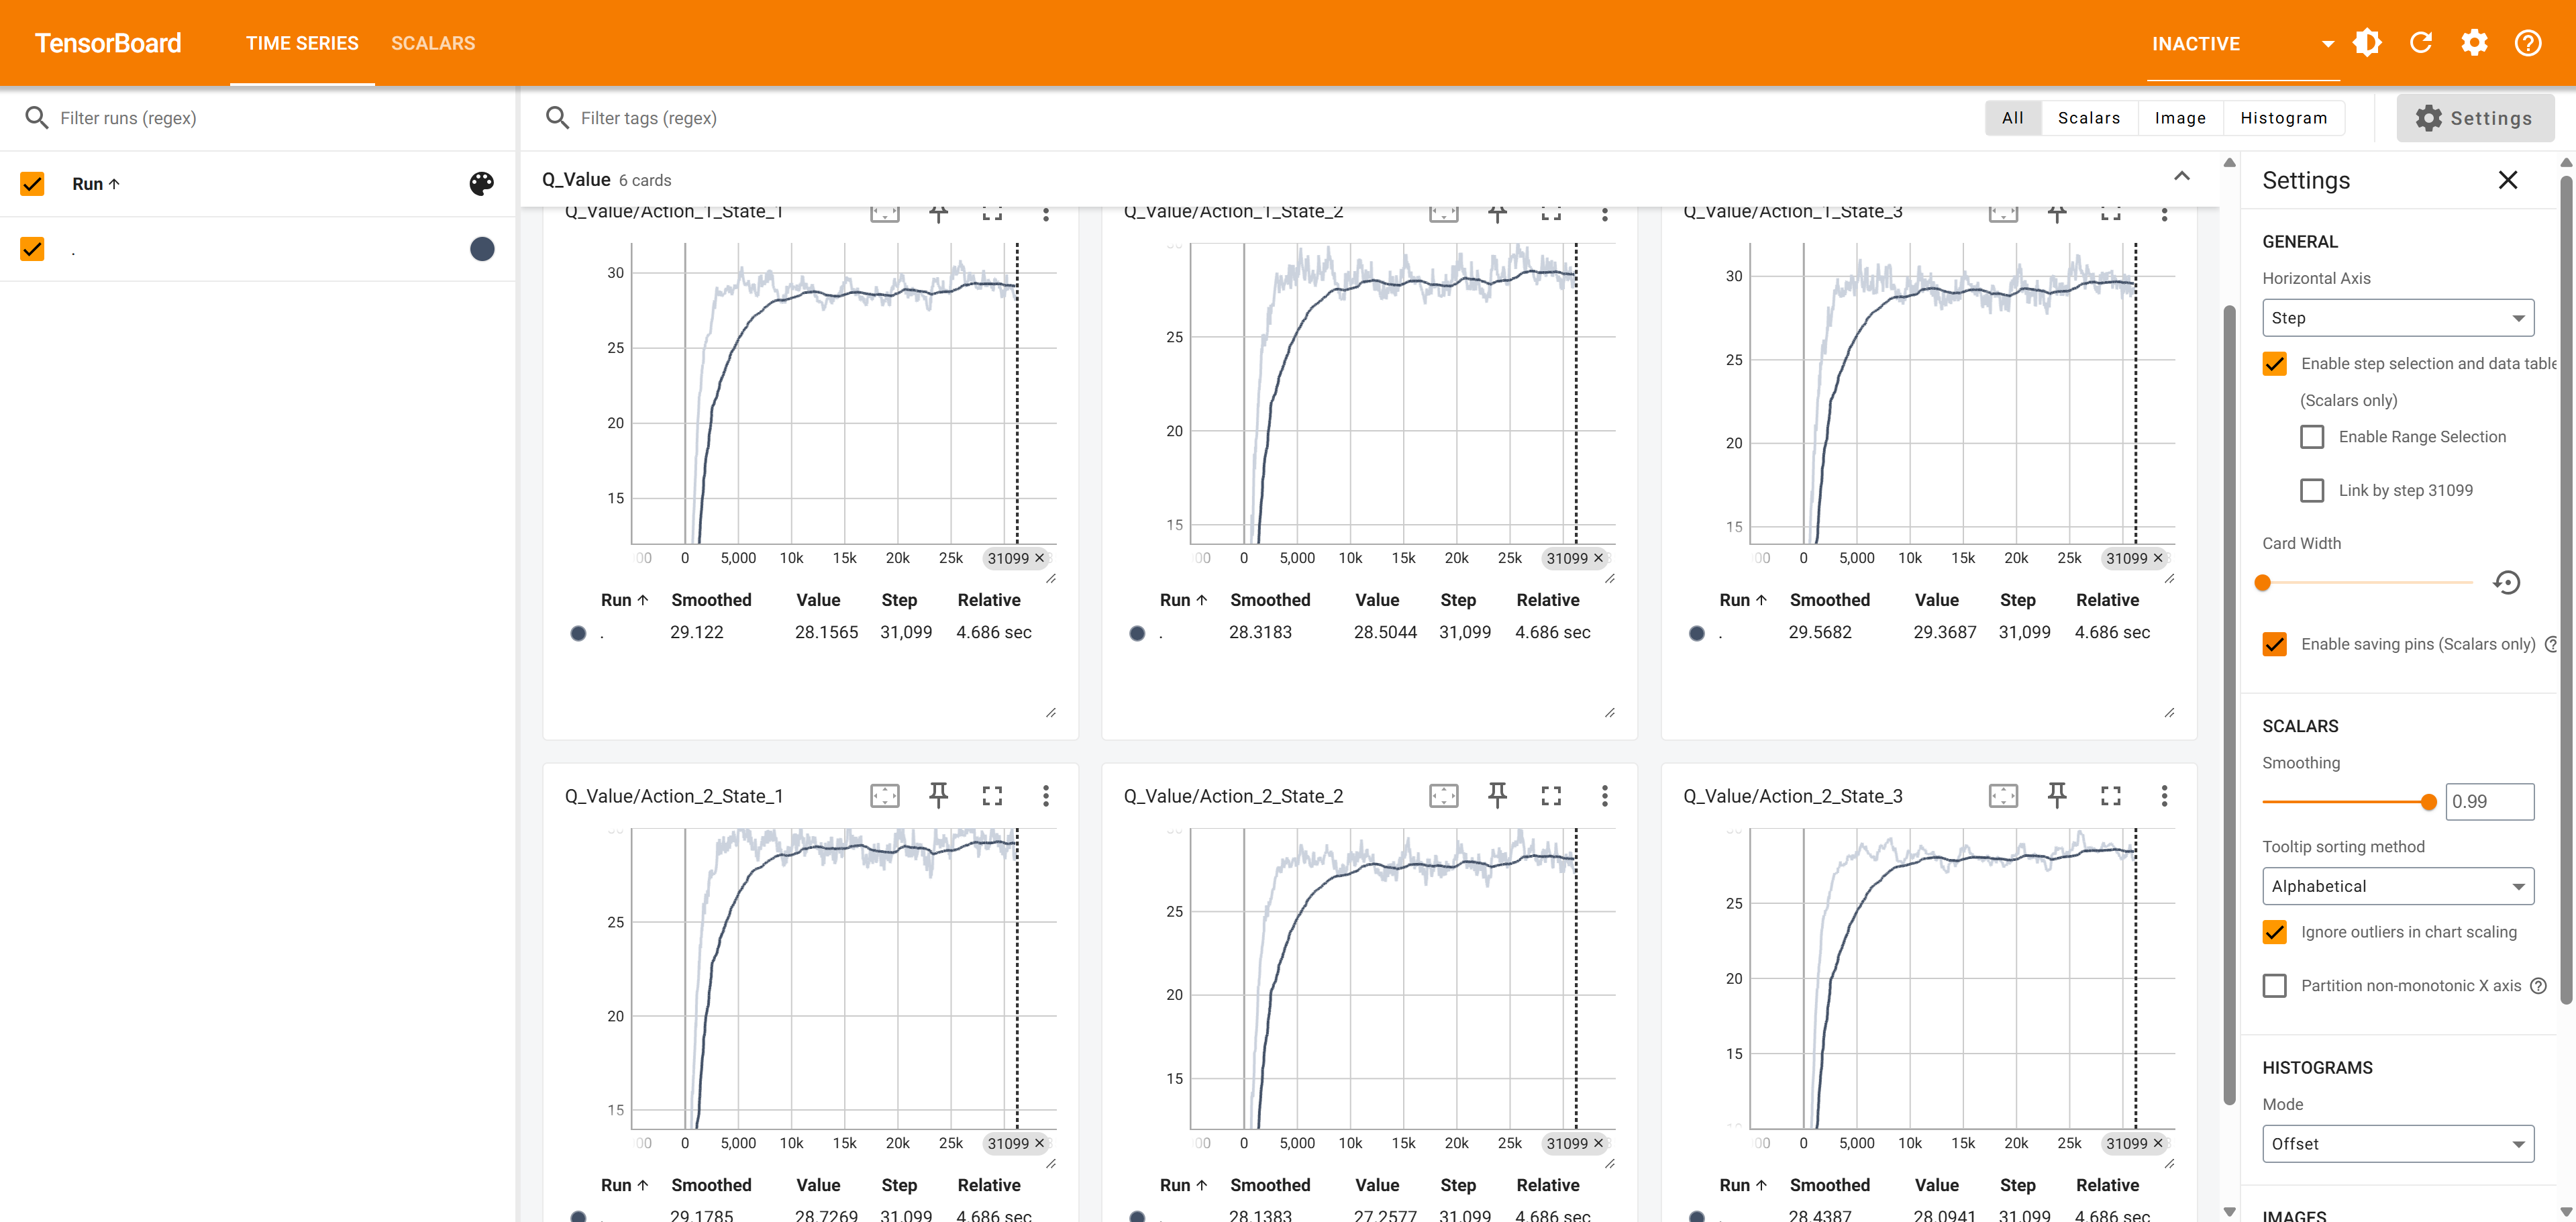 TensorBoard TIME SERIES SCALARS INACTIVE
Filter runs (regex) Filter tags (regex) All Scalars Image Histogram Settings
Run
.
Q_Value 6 cards
Q_Value/Action_1_State_1
30
25
20
15
0 5,000 10k 15k 20k 25k 31099
Run Smoothed Value Step Relative
. 29.122 28.1565 31,099 4.686 sec
Q_Value/Action_1_State_2
25
20
15
0 5,000 10k 15k 20k 25k 31099
Run Smoothed Value Step Relative
. 28.3183 28.5044 31,099 4.686 sec
Q_Value/Action_1_State_3
30
25
20
15
0 5,000 10k 15k 20k 25k 31099
Run Smoothed Value Step Relative
. 29.5682 29.3687 31,099 4.686 sec
Q_Value/Action_2_State_1
25
20
15
0 5,000 10k 15k 20k 25k 31099
Run Smoothed Value Step Relative
29.1785 28.7269 31,099 4.686 sec
Q_Value/Action_2_State_2
25
20
15
0 5,000 10k 15k 20k 25k 31099
Run Smoothed Value Step Relative
28.1383 27.2577 31,099 4.686 sec
Q_Value/Action_2_State_3
25
20
15
0 5,000 10k 15k 20k 25k 31099
Run Smoothed Value Step Relative
28.4387 28.0941 31,099 4.686 sec
Settings
GENERAL
Horizontal Axis
Step
Enable step selection and data table
(Scalars only)
Enable Range Selection
Link by step 31099
Card Width
Enable saving pins (Scalars only)
SCALARS
Smoothing
0.99
Tooltip sorting method
Alphabetical
Ignore outliers in chart scaling
Partition non-monotonic X axis
HISTOGRAMS
Mode
Offset
IMAGES